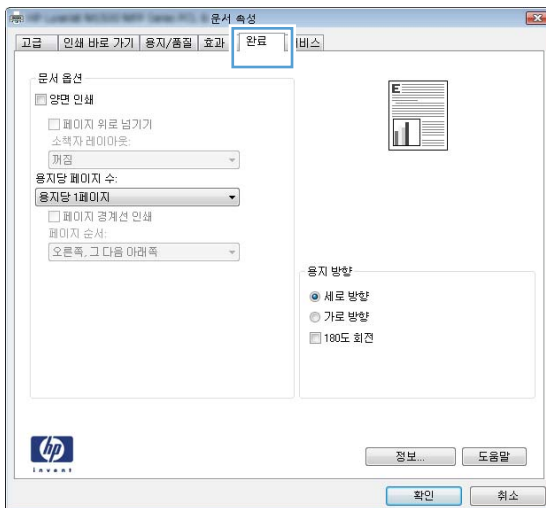 문서 속성
고급 인쇄 바로 가기 용지/품질 효과 완료 비스
문서 옵션
양면 인쇄
페이지 위로 넘기기
소책자 레이아웃:
꺼짐
용지당 페이지 수:
용지당 1페이지
페이지 경계선 인쇄
페이지 순서:
오른쪽, 그 다음 아래쪽
E
용지 방향
세로 방향
가로 방향
180도 회전
hp
invent
정보... 도움말
확인 취소